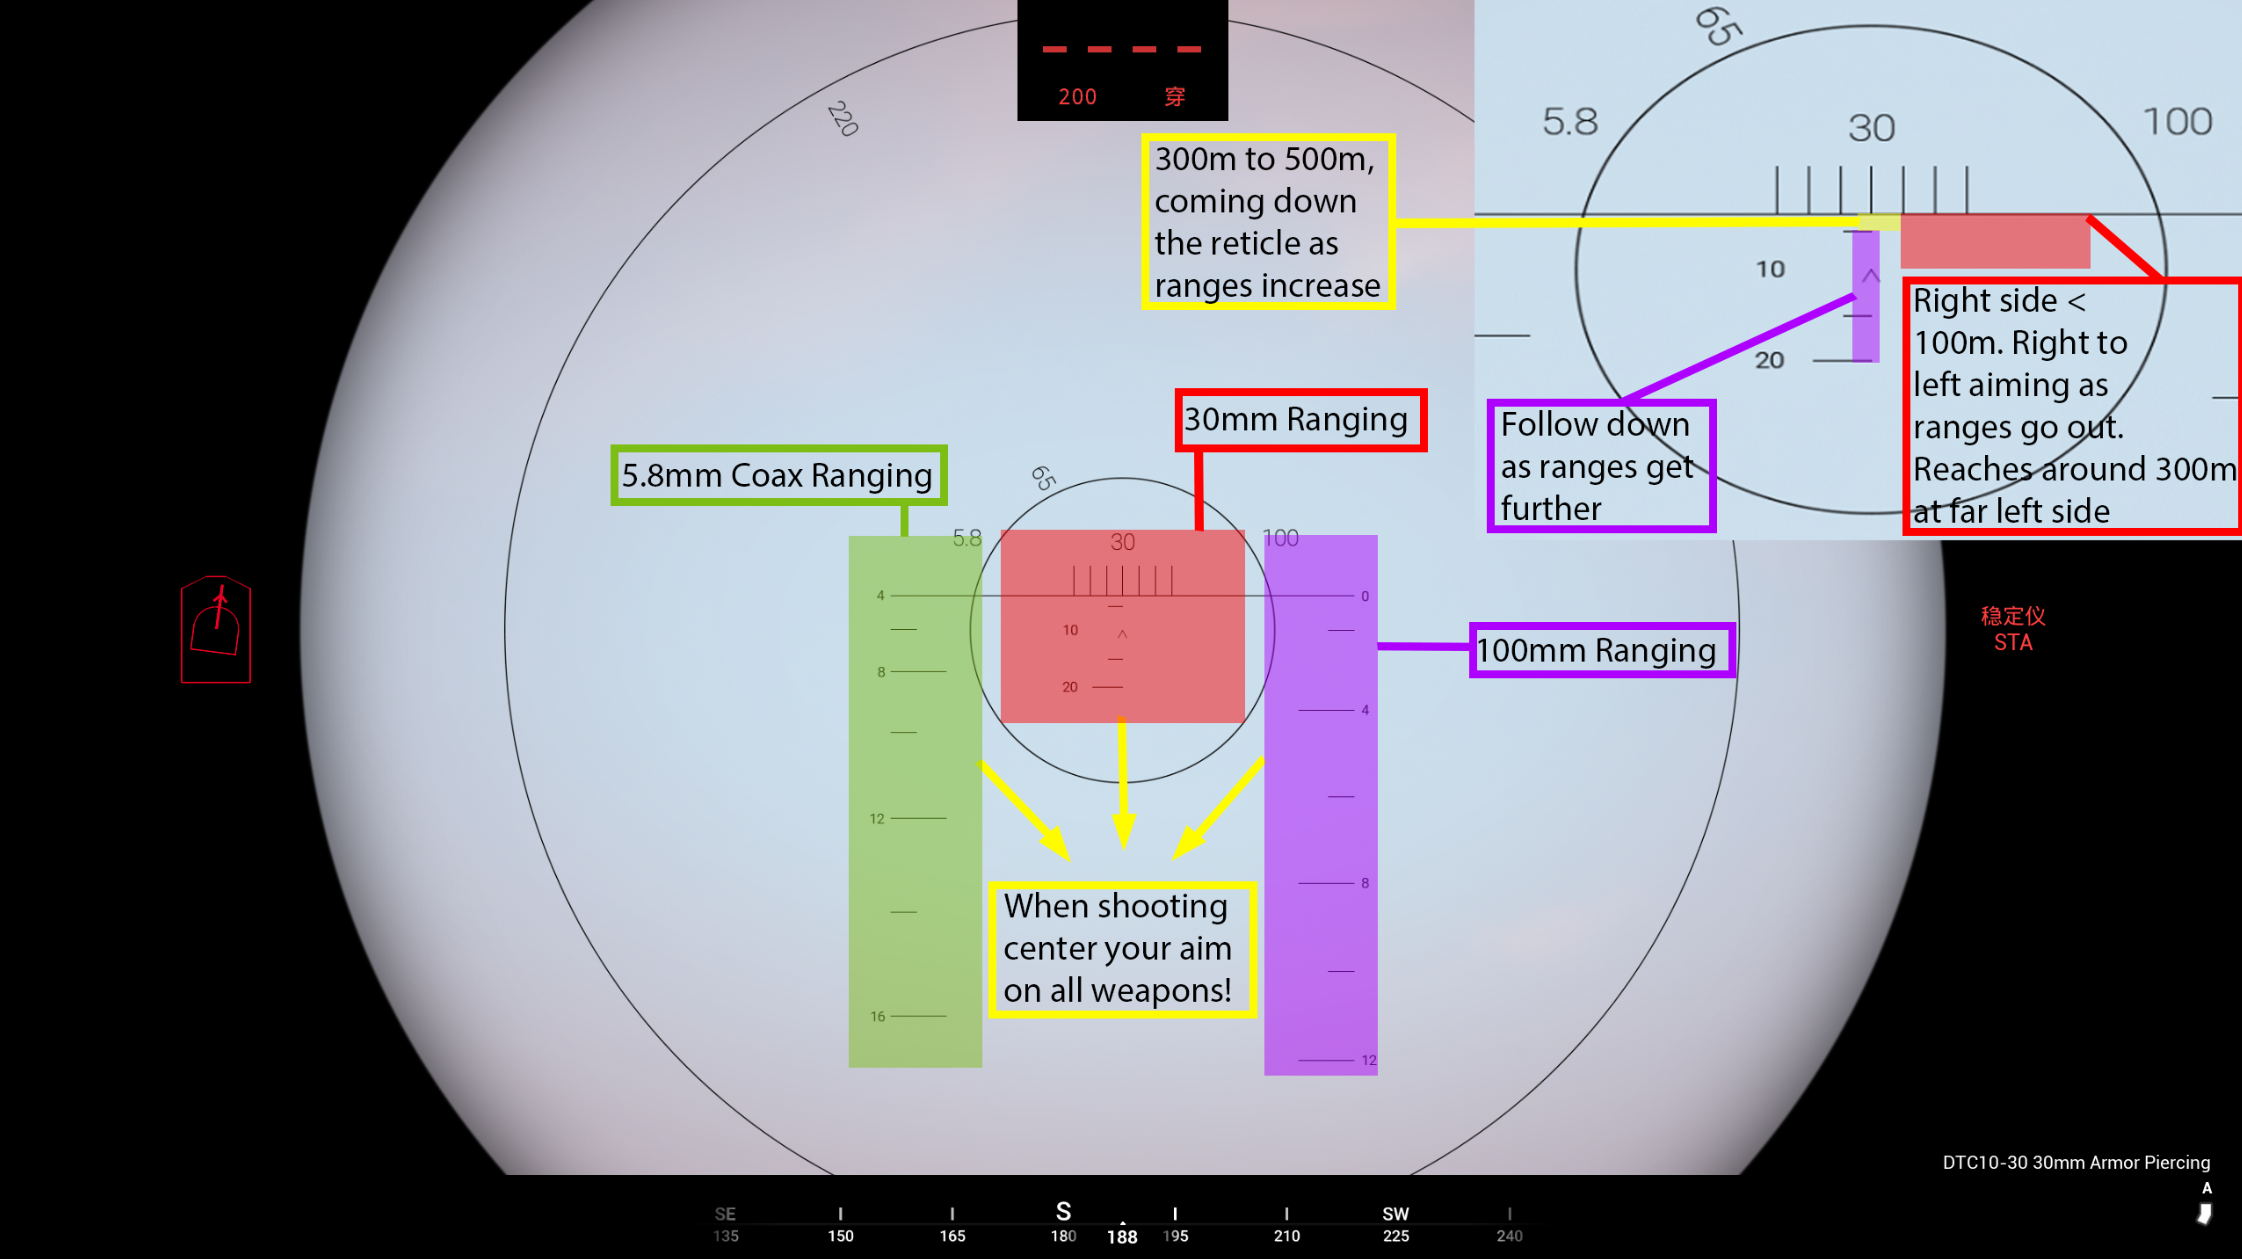 200 穿
220
300m to 500m,
coming down
the reticle as
ranges increase
65
5.8 30 100
10
20
Right side <
100m. Right to
left aiming as
ranges go out.
Reaches around 300m
at far left side
Follow down
as ranges get
further
30mm Ranging
5.8mm Coax Ranging
65
5.8 30 100
4 0
10
8
20
4
12
8
16
12
100mm Ranging
稳定仪
STA
When shooting
center your aim
on all weapons!
DTC10-30 30mm Armor Piercing
A
SE S SW
135 150 165 180 188 195 210 225 240